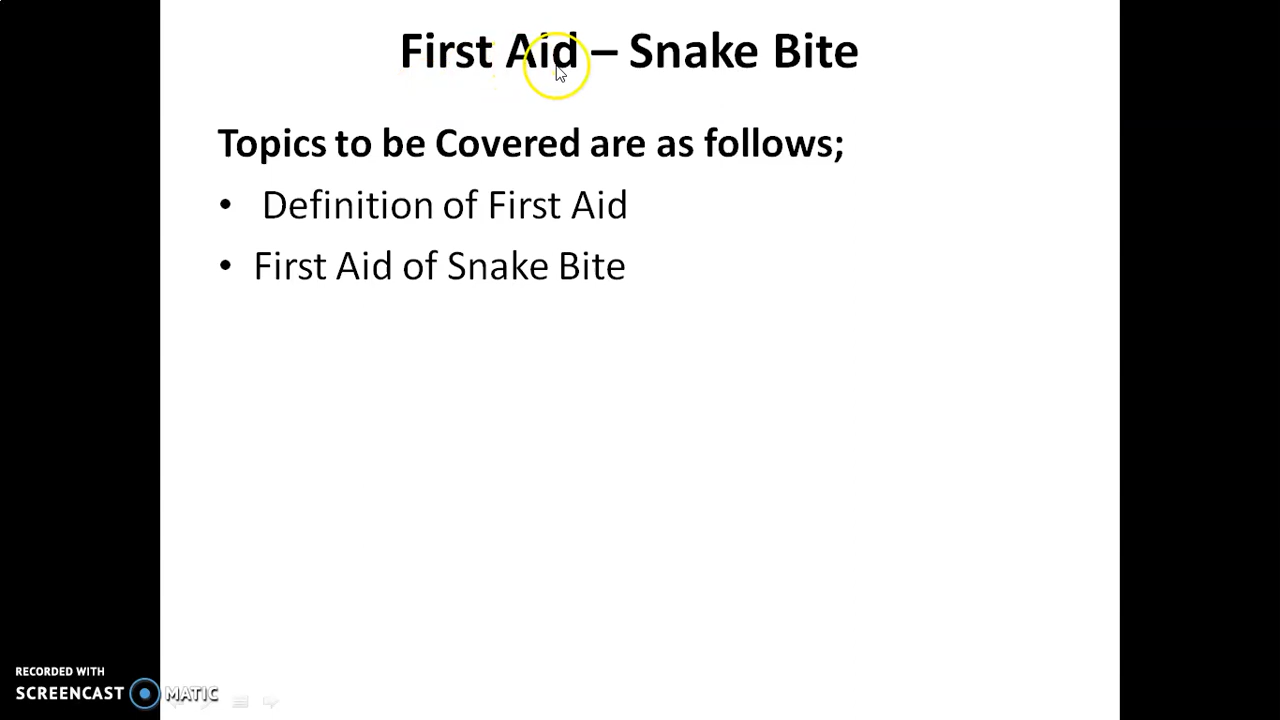 First Aid – Snake Bite
Topics to be Covered are as follows;
• Definition of First Aid
• First Aid of Snake Bite
RECORDED WITH
SCREENCAST MATIC